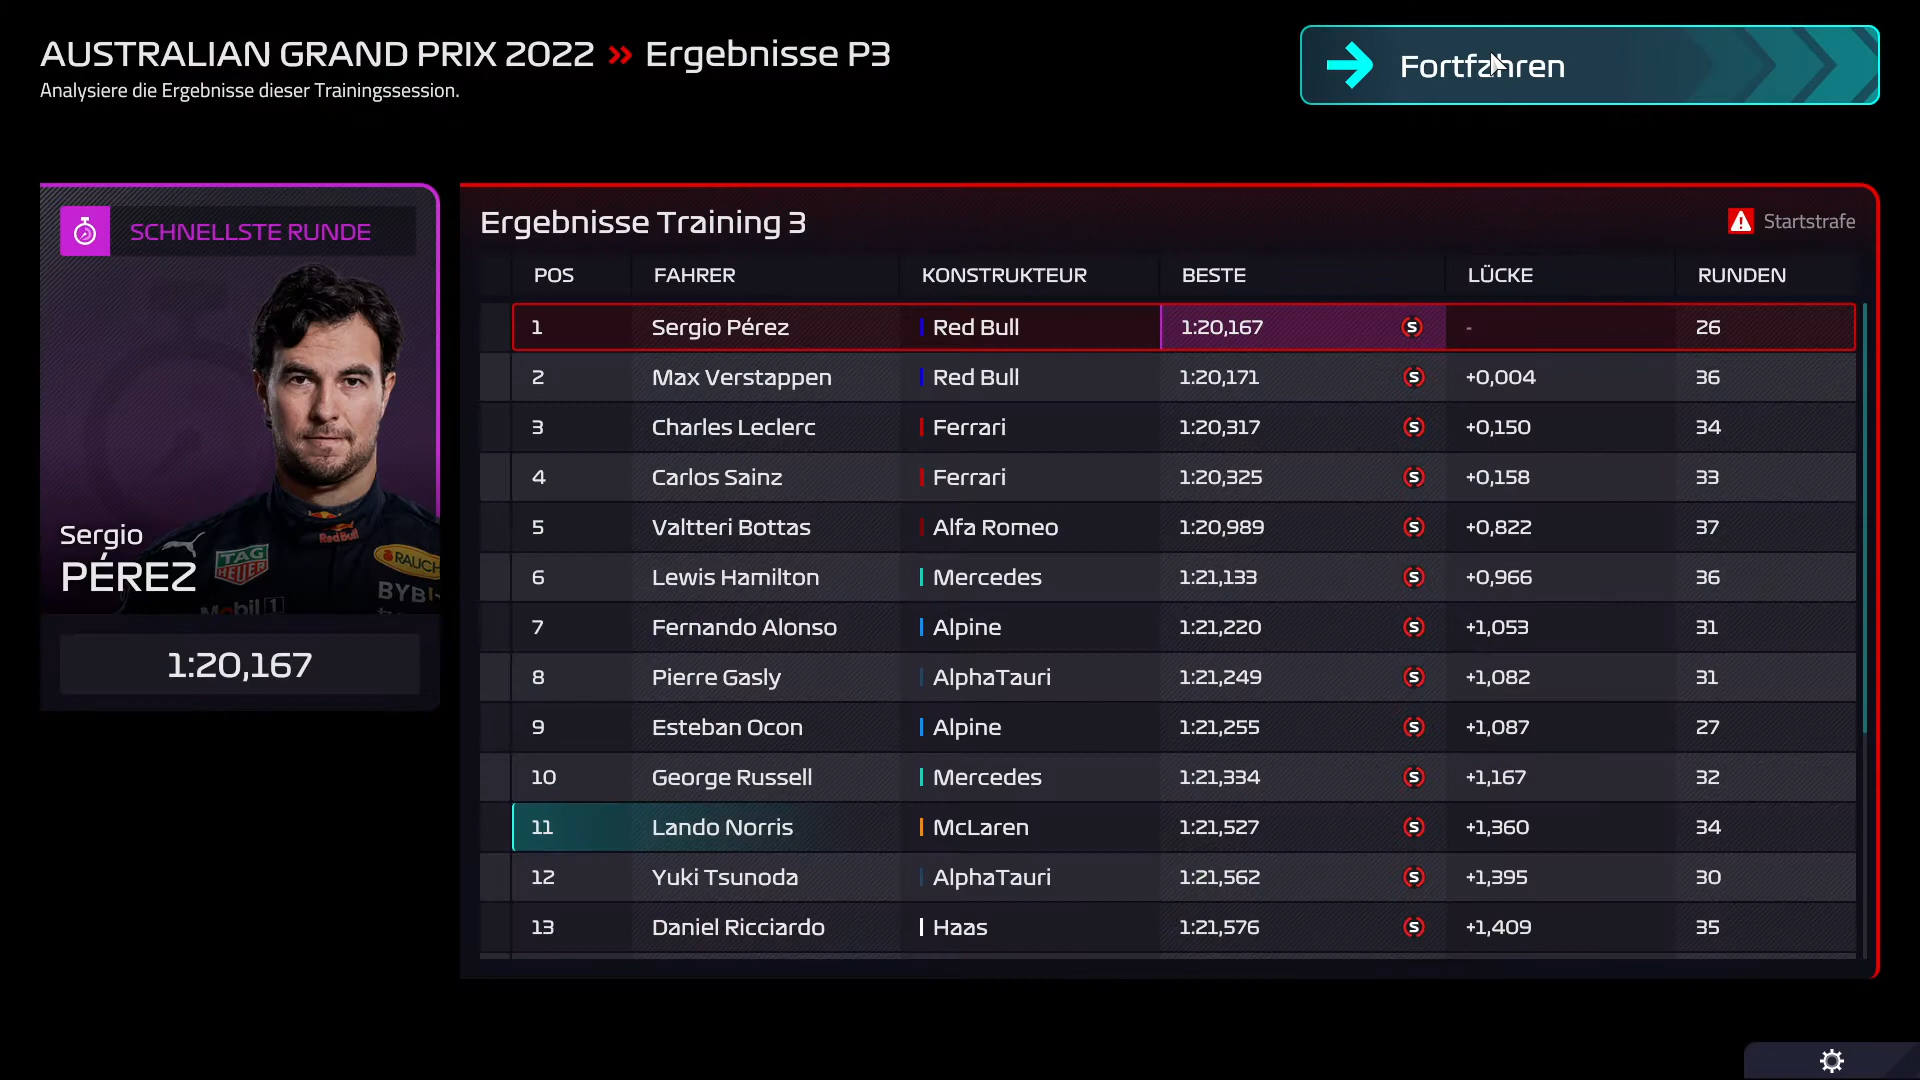 AUSTRALIAN GRAND PRIX 2022 » Ergebnisse P3
Analysiere die Ergebnisse dieser Trainingssession.
Fortfahren
SCHNELLSTE RUNDE
Sergio
PÉREZ
TAG
HEUER
Red Bull
RAUCH
BYB
Mobil 1
1:20,167
Ergebnisse Training 3
Startstrafe
POS FAHRER KONSTRUKTEUR BESTE LÜCKE RUNDEN
1 Sergio Pérez Red Bull 1:20,167 S - 26
2 Max Verstappen Red Bull 1:20,171 S +0,004 36
3 Charles Leclerc Ferrari 1:20,317 S +0,150 34
4 Carlos Sainz Ferrari 1:20,325 S +0,158 33
5 Valtteri Bottas Alfa Romeo 1:20,989 S +0,822 37
6 Lewis Hamilton Mercedes 1:21,133 S +0,966 36
7 Fernando Alonso Alpine 1:21,220 S +1,053 31
8 Pierre Gasly AlphaTauri 1:21,249 S +1,082 31
9 Esteban Ocon Alpine 1:21,255 S +1,087 27
10 George Russell Mercedes 1:21,334 S +1,167 32
11 Lando Norris McLaren 1:21,527 S +1,360 34
12 Yuki Tsunoda AlphaTauri 1:21,562 S +1,395 30
13 Daniel Ricciardo Haas 1:21,576 S +1,409 35